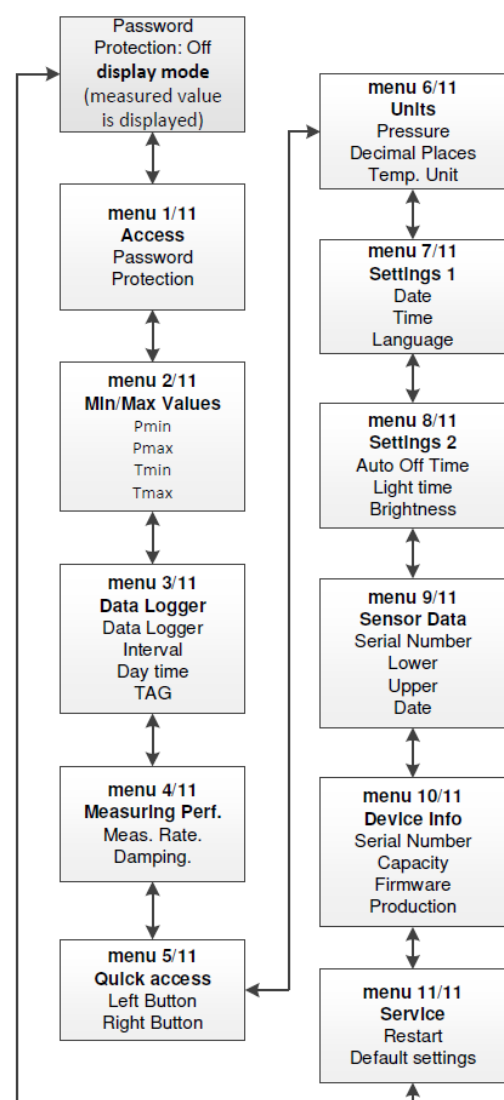 Password
Protection: Off
display mode
(measured value
is displayed)
menu 1/11
Access
Password
Protection
menu 2/11
Min/Max Values
Pmin
Pmax
Tmin
Tmax
menu 3/11
Data Logger
Data Logger
Interval
Day time
TAG
menu 4/11
Measuring Perf.
Meas. Rate.
Damping.
menu 5/11
Quick access
Left Button
Right Button
menu 6/11
Units
Pressure
Decimal Places
Temp. Unit
menu 7/11
Settings 1
Date
Time
Language
menu 8/11
Settings 2
Auto Off Time
Light time
Brightness
menu 9/11
Sensor Data
Serial Number
Lower
Upper
Date
menu 10/11
Device Info
Serial Number
Capacity
Firmware
Production
menu 11/11
Service
Restart
Default settings